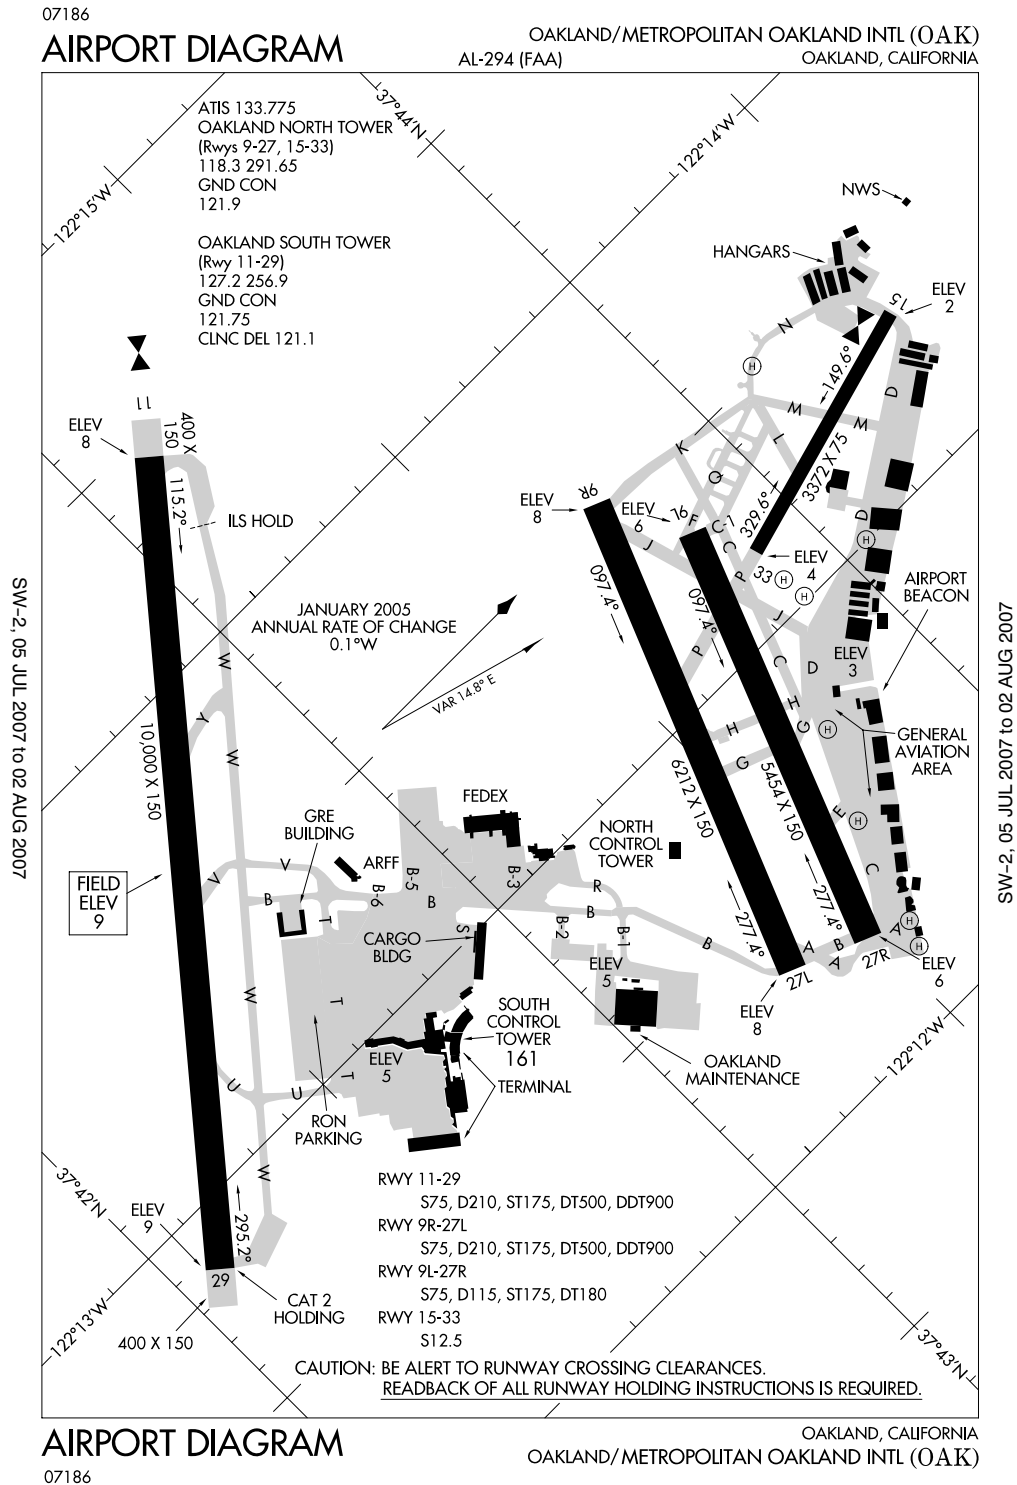 07186
AIRPORT DIAGRAM
AL-294 (FAA)
OAKLAND/METROPOLITAN OAKLAND INTL (OAK)
OAKLAND, CALIFORNIA
ATIS 133.775
OAKLAND NORTH TOWER
(Rwys 9-27, 15-33)
118.3 291.65
GND CON
121.9
OAKLAND SOUTH TOWER
(Rwy 11-29)
127.2 256.9
GND CON
121.75
CLNC DEL 121.1
122°15'W
37°44'N
122°14'W
NWS
HANGARS
15
ELEV
2
N
H
149.6°
D
M
M
K
L
Q
3372 X 75
329.6°
D
11
ELEV
8
400 X
150
115.2°
ILS HOLD
9R
ELEV
8
ELEV
6
9L
F
C-1
J
C
P
33
ELEV
4
H
H
H
AIRPORT
BEACON
JANUARY 2005
ANNUAL RATE OF CHANGE
0.1°W
VAR 14.8° E
097.4°
097.4°
P
J
C
D
ELEV
3
H
G
H
H
G
GENERAL
AVIATION
AREA
W
Y
W
10,000 X 150
6212 X 150
5454 X 150
E
H
SW-2, 05 JUL 2007 to 02 AUG 2007
SW-2, 05 JUL 2007 to 02 AUG 2007
FEDEX
GRE
BUILDING
NORTH
CONTROL
TOWER
ARFF
V
V
B
T
B-6
B-5
B
B-3
R
B
B-2
B-1
B
C
FIELD
ELEV
9
CARGO
BLDG
S
277.4°
277.4°
A
B
A
A
H
H
27L
27R
ELEV
8
ELEV
6
ELEV
5
W
W
T
T
SOUTH
CONTROL
TOWER
161
ELEV
5
TERMINAL
OAKLAND
MAINTENANCE
122°12'W
U
U
T
RON
PARKING
W
37°42'N
ELEV
9
295.2°
29
CAT 2
HOLDING
400 X 150
122°13'W
37°43'N
RWY 11-29
S75, D210, ST175, DT500, DDT900
RWY 9R-27L
S75, D210, ST175, DT500, DDT900
RWY 9L-27R
S75, D115, ST175, DT180
RWY 15-33
S12.5
CAUTION: BE ALERT TO RUNWAY CROSSING CLEARANCES.
READBACK OF ALL RUNWAY HOLDING INSTRUCTIONS IS REQUIRED.
AIRPORT DIAGRAM
07186
OAKLAND, CALIFORNIA
OAKLAND/METROPOLITAN OAKLAND INTL (OAK)